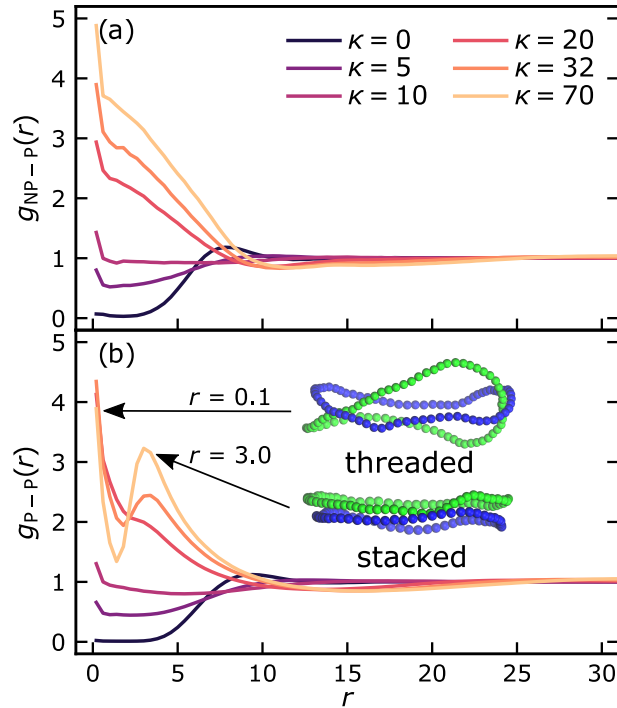 (a)
κ = 0
κ = 20
κ = 5
κ = 32
κ = 10
κ = 70
g_NP−P(r)
5
4
3
2
1
0
(b)
r = 0.1
threaded
r = 3.0
stacked
g_P−P(r)
5
4
3
2
1
0
0 5 10 15 20 25 30
r